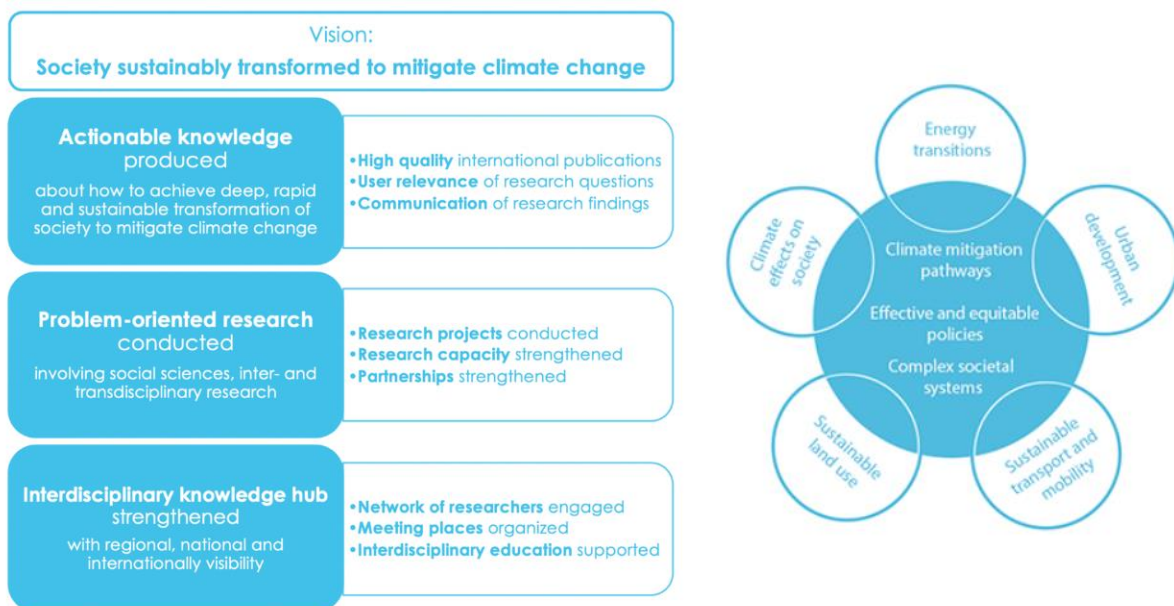 Vision:
Society sustainably transformed to mitigate climate change
Actionable knowledge
produced
about how to achieve deep, rapid
and sustainable transformation of
society to mitigate climate change
•High quality international publications
•User relevance of research questions
•Communication of research findings
Problem-oriented research
conducted
involving social sciences, inter- and
transdisciplinary research
•Research projects conducted
•Research capacity strengthened
•Partnerships strengthened
Interdisciplinary knowledge hub
strengthened
with regional, national and
internationally visibility
•Network of researchers engaged
•Meeting places organized
•Interdisciplinary education supported
Energy
transitions
Climate
effects on
society
Urban
development
Climate mitigation
pathways
Effective and equitable
policies
Complex societal
systems
Sustainable
land use
Sustainable
transport and
mobility